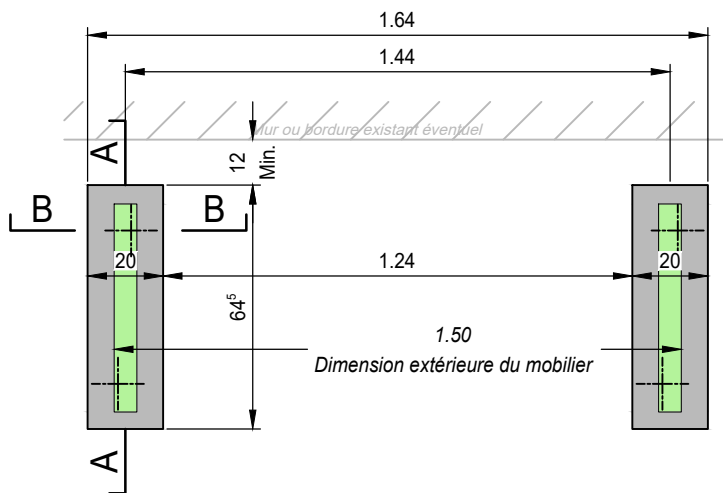 1.64
1.44
Mur ou bordure existant éventuel
A
12
Min.
B
B
20
1.24
20
64⁵
1.50
Dimension extérieure du mobilier
A